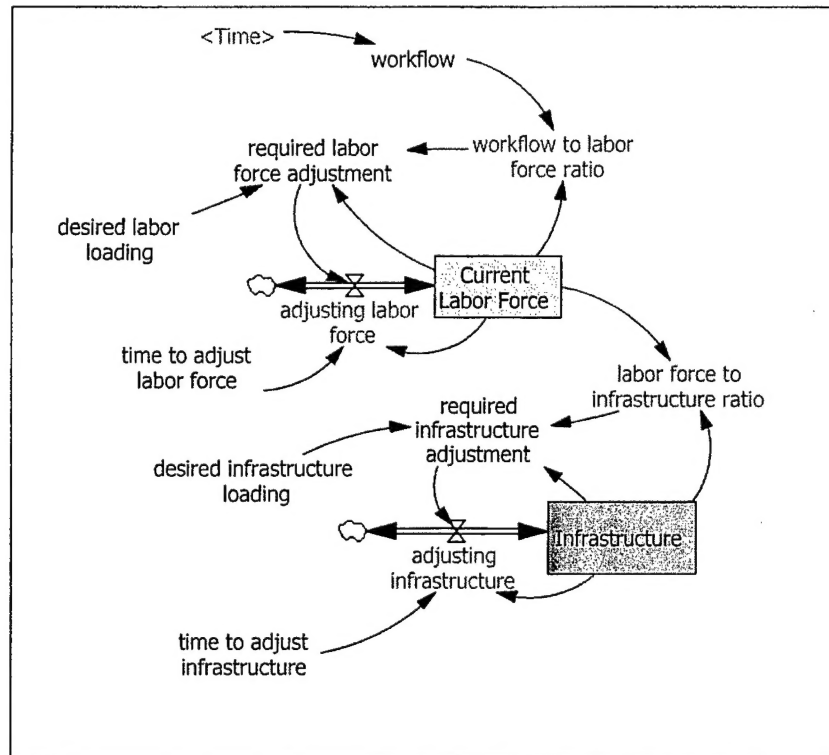 <Time>
workflow
required labor
force adjustment
workflow to labor
force ratio
desired labor
loading
Current
Labor Force
adjusting labor
force
time to adjust
labor force
labor force to
infrastructure ratio
required
infrastructure
adjustment
desired infrastructure
loading
Infrastructure
adjusting
infrastructure
time to adjust
infrastructure